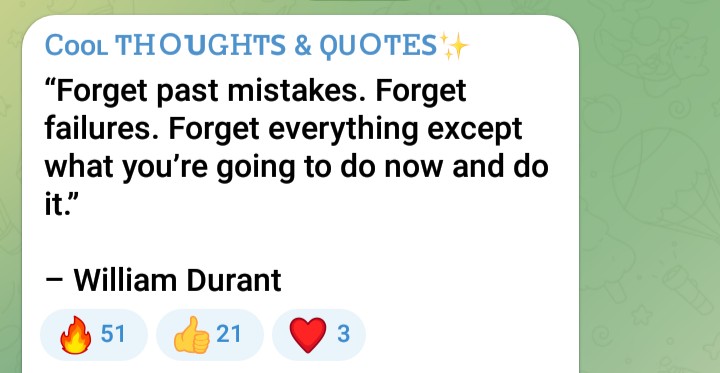 Cool THOUGHTS & QUOTES✨
“Forget past mistakes. Forget
failures. Forget everything except
what you’re going to do now and do
it.”
– William Durant
🔥 51 👍 21 ❤️ 3